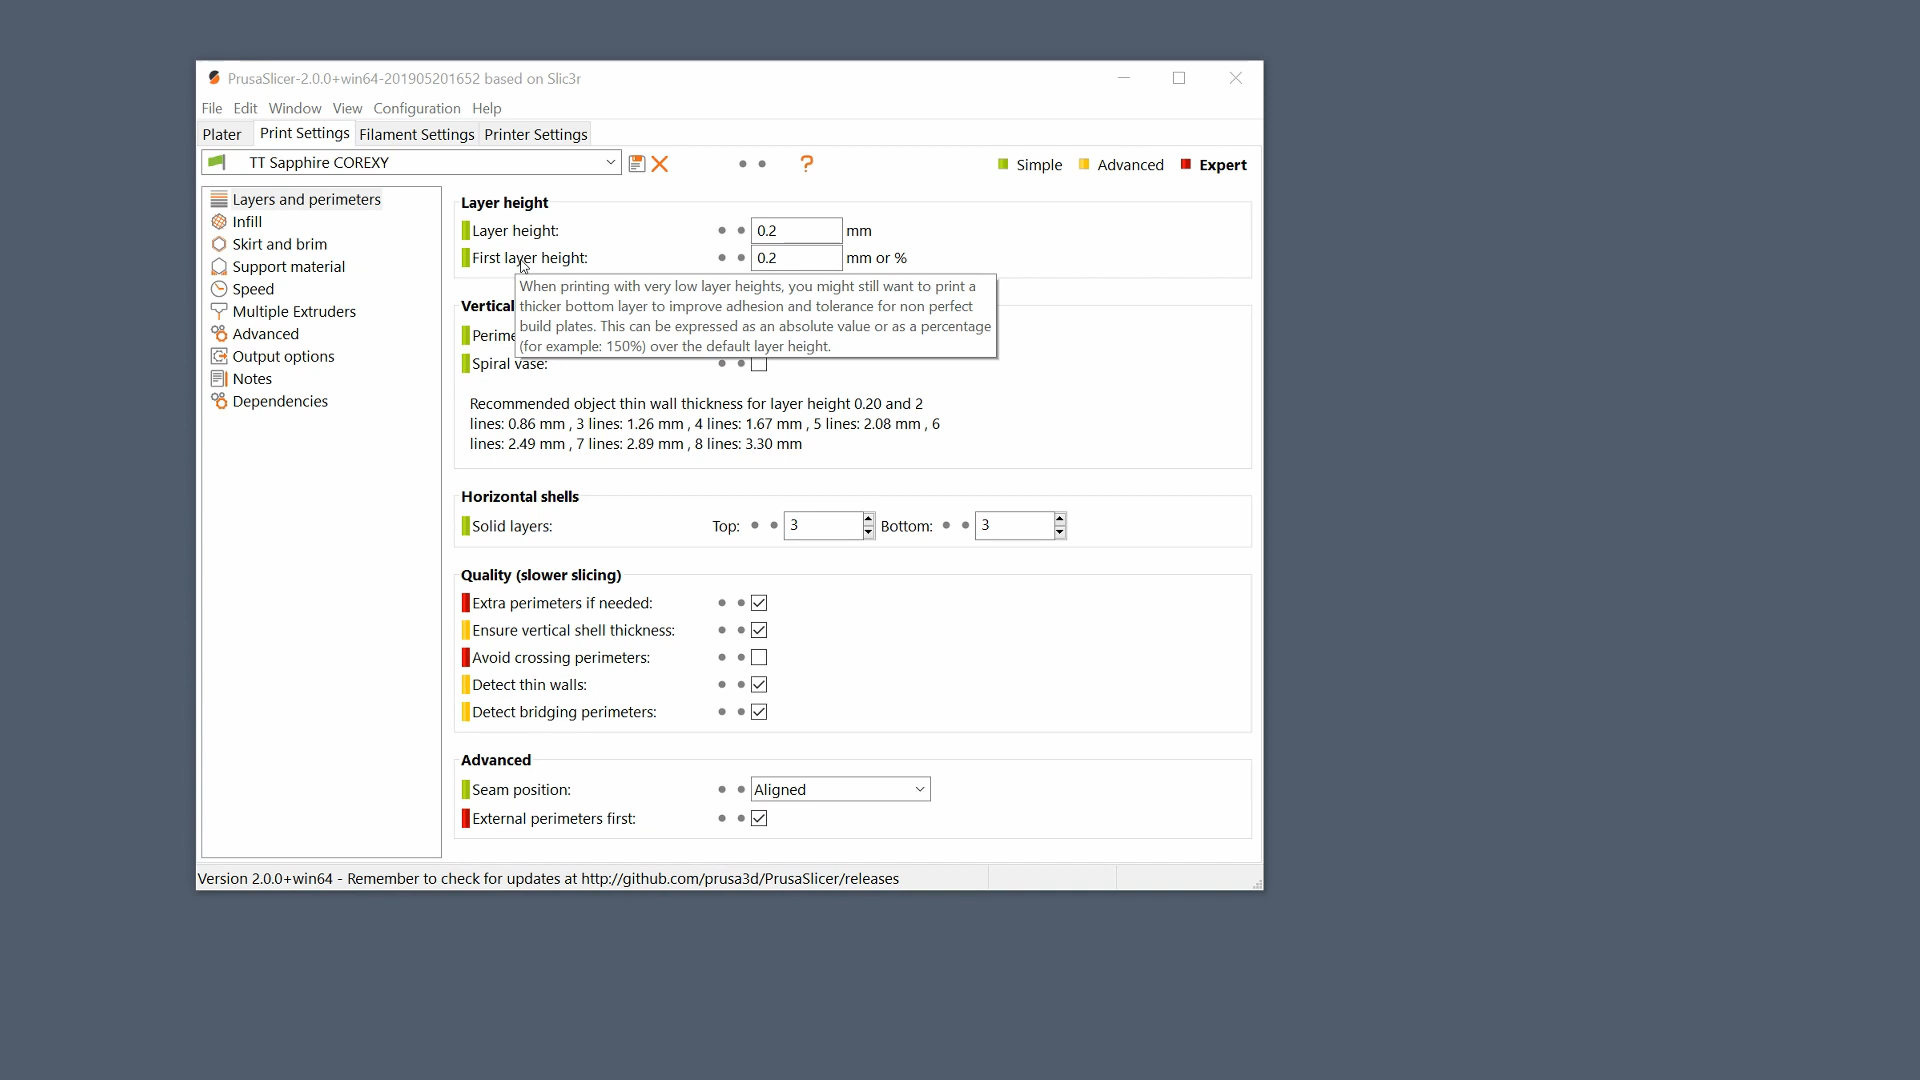 PrusaSlicer-2.0.0+win64-201905201652 based on Slic3r
File Edit Window View Configuration Help
Plater Print Settings Filament Settings Printer Settings
TT Sapphire COREXY ? Simple Advanced Expert
Layers and perimeters
Infill
Skirt and brim
Support material
Speed
Multiple Extruders
Advanced
Output options
Notes
Dependencies
Layer height
Layer height: 0.2 mm
First layer height: 0.2 mm or %
When printing with very low layer heights, you might still want to print a
thicker bottom layer to improve adhesion and tolerance for non perfect
build plates. This can be expressed as an absolute value or as a percentage
(for example: 150%) over the default layer height.
Vertical
Perime
Spiral vase:
Recommended object thin wall thickness for layer height 0.20 and 2
lines: 0.86 mm , 3 lines: 1.26 mm , 4 lines: 1.67 mm , 5 lines: 2.08 mm , 6
lines: 2.49 mm , 7 lines: 2.89 mm , 8 lines: 3.30 mm
Horizontal shells
Solid layers: Top: 3 Bottom: 3
Quality (slower slicing)
Extra perimeters if needed:
Ensure vertical shell thickness:
Avoid crossing perimeters:
Detect thin walls:
Detect bridging perimeters:
Advanced
Seam position: Aligned
External perimeters first:
Version 2.0.0+win64 - Remember to check for updates at http://github.com/prusa3d/PrusaSlicer/releases